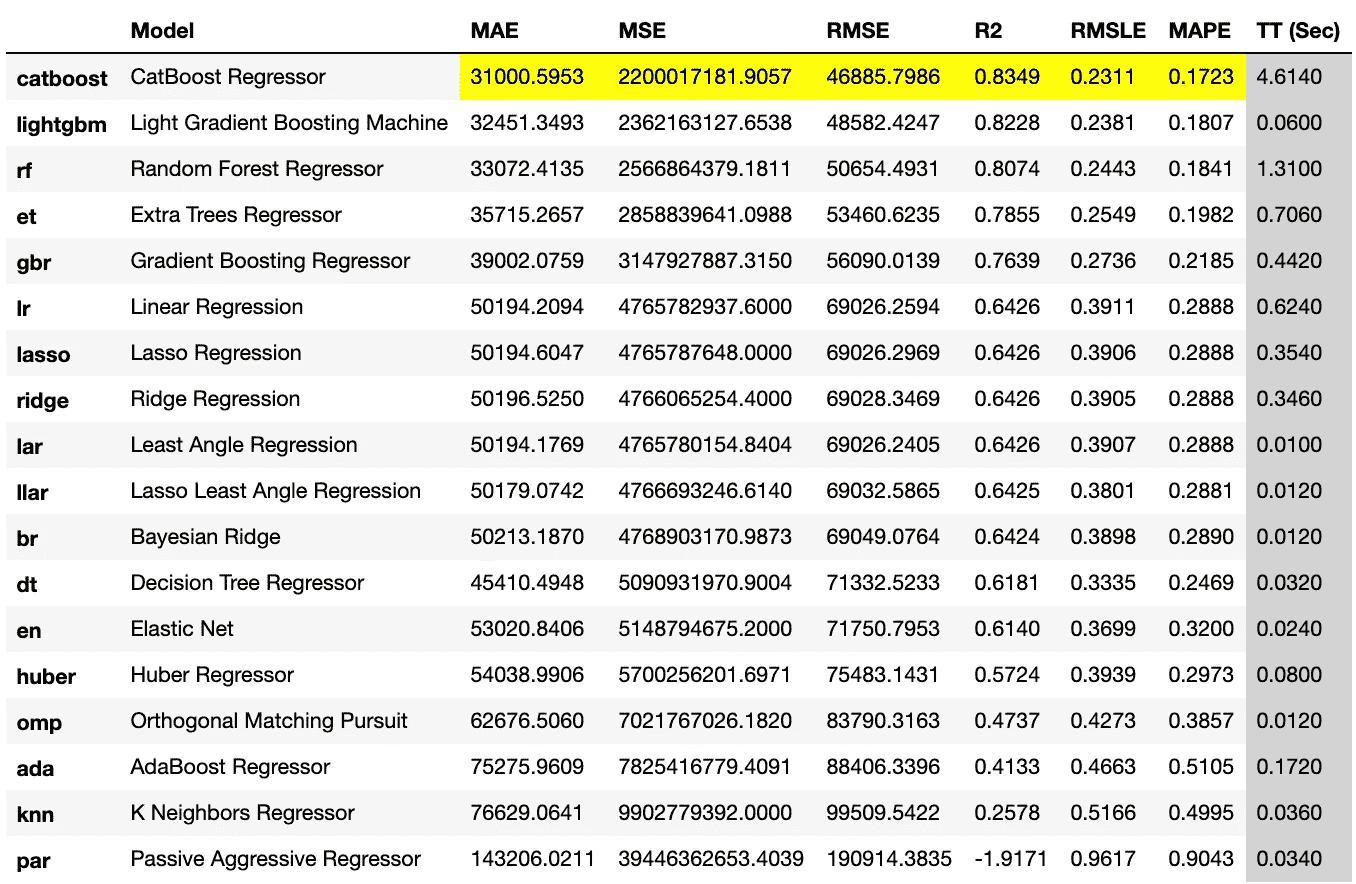 Model MAE MSE RMSE R2 RMSLE MAPE TT (Sec)
catboost CatBoost Regressor 31000.5953 2200017181.9057 46885.7986 0.8349 0.2311 0.1723 4.6140
lightgbm Light Gradient Boosting Machine 32451.3493 2362163127.6538 48582.4247 0.8228 0.2381 0.1807 0.0600
rf Random Forest Regressor 33072.4135 2566864379.1811 50654.4931 0.8074 0.2443 0.1841 1.3100
et Extra Trees Regressor 35715.2657 2858839641.0988 53460.6235 0.7855 0.2549 0.1982 0.7060
gbr Gradient Boosting Regressor 39002.0759 3147927887.3150 56090.0139 0.7639 0.2736 0.2185 0.4420
lr Linear Regression 50194.2094 4765782937.6000 69026.2594 0.6426 0.3911 0.2888 0.6240
lasso Lasso Regression 50194.6047 4765787648.0000 69026.2969 0.6426 0.3906 0.2888 0.3540
ridge Ridge Regression 50196.5250 4766065254.4000 69028.3469 0.6426 0.3905 0.2888 0.3460
lar Least Angle Regression 50194.1769 4765780154.8404 69026.2405 0.6426 0.3907 0.2888 0.0100
llar Lasso Least Angle Regression 50179.0742 4766693246.6140 69032.5865 0.6425 0.3801 0.2881 0.0120
br Bayesian Ridge 50213.1870 4768903170.9873 69049.0764 0.6424 0.3898 0.2890 0.0120
dt Decision Tree Regressor 45410.4948 5090931970.9004 71332.5233 0.6181 0.3335 0.2469 0.0320
en Elastic Net 53020.8406 5148794675.2000 71750.7953 0.6140 0.3699 0.3200 0.0240
huber Huber Regressor 54038.9906 5700256201.6971 75483.1431 0.5724 0.3939 0.2973 0.0800
omp Orthogonal Matching Pursuit 62676.5060 7021767026.1820 83790.3163 0.4737 0.4273 0.3857 0.0120
ada AdaBoost Regressor 75275.9609 7825416779.4091 88406.3396 0.4133 0.4663 0.5105 0.1720
knn K Neighbors Regressor 76629.0641 9902779392.0000 99509.5422 0.2578 0.5166 0.4995 0.0360
par Passive Aggressive Regressor 143206.0211 39446362653.4039 190914.3835 -1.9171 0.9617 0.9043 0.0340